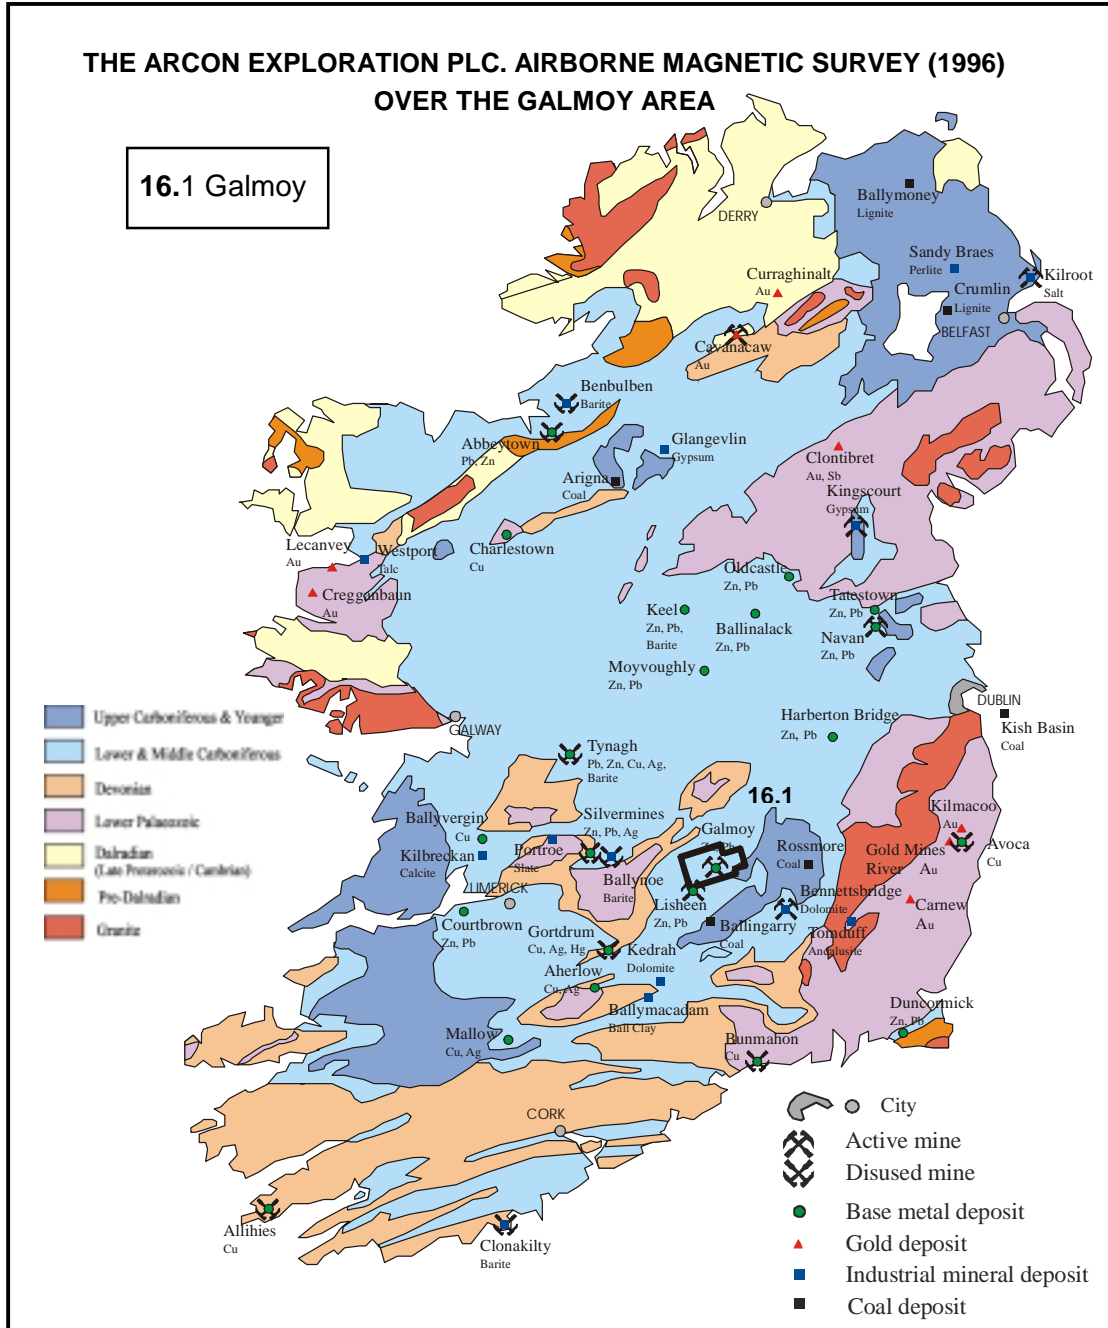 THE ARCON EXPLORATION PLC. AIRBORNE MAGNETIC SURVEY (1996)
OVER THE GALMOY AREA
16.1 Galmoy
DERRY
Ballymoney
Lignite
Sandy Braes
Perlite
Kilroot
Salt
Crumlin
Lignite
BELFAST
Curraghinalt
Au
Cavanacaw
Au
Benbulben
Barite
Abbeytown
Pb, Zn
Glangevlin
Gypsum
Arigna
Coal
Clontibret
Au, Sb
Kingscourt
Gypsum
Lecanvey
Au
Westport
Talc
Charlestown
Cu
Cregganbaun
Au
Oldcastle
Zn, Pb
Tatestown
Zn, Pb
Keel
Zn, Pb,
Barite
Ballinalack
Zn, Pb
Navan
Zn, Pb
Moyvoughly
Zn, Pb
DUBLIN
Kish Basin
Coal
GALWAY
Harberton Bridge
Zn, Pb
Upper Carboniferous & Younger
Lower & Middle Carboniferous
Devonian
Lower Palaeozoic
Dalradian
(Late Proterozoic / Cambrian)
Pre-Dalradian
Granite
Tynagh
Pb, Zn, Cu, Ag,
Barite
16.1
Silvermines
Zn, Pb, Ag
Ballyvergin
Cu
Kilbreckan
Calcite
Portroe
Slate
Galmoy
Zn, Pb
Rossmore
Coal
Kilmacoo
Au
Avoca
Cu
Gold Mines
River
Au
Ballynoe
Barite
LIMERICK
Lisheen
Zn, Pb
Bennettsbridge
Dolomite
Carnew
Au
Courtbrown
Zn, Pb
Ballingarry
Coal
Tomduff
Andalusite
Gortdrum
Cu, Ag, Hg
Kedrah
Dolomite
Aherlow
Cu, Ag
Ballymacadam
Ball Clay
Duncormick
Zn, Pb
Mallow
Cu, Ag
Bunmahon
Cu
CORK
Allihies
Cu
Clonakilty
Barite
City
Active mine
Disused mine
Base metal deposit
Gold deposit
Industrial mineral deposit
Coal deposit